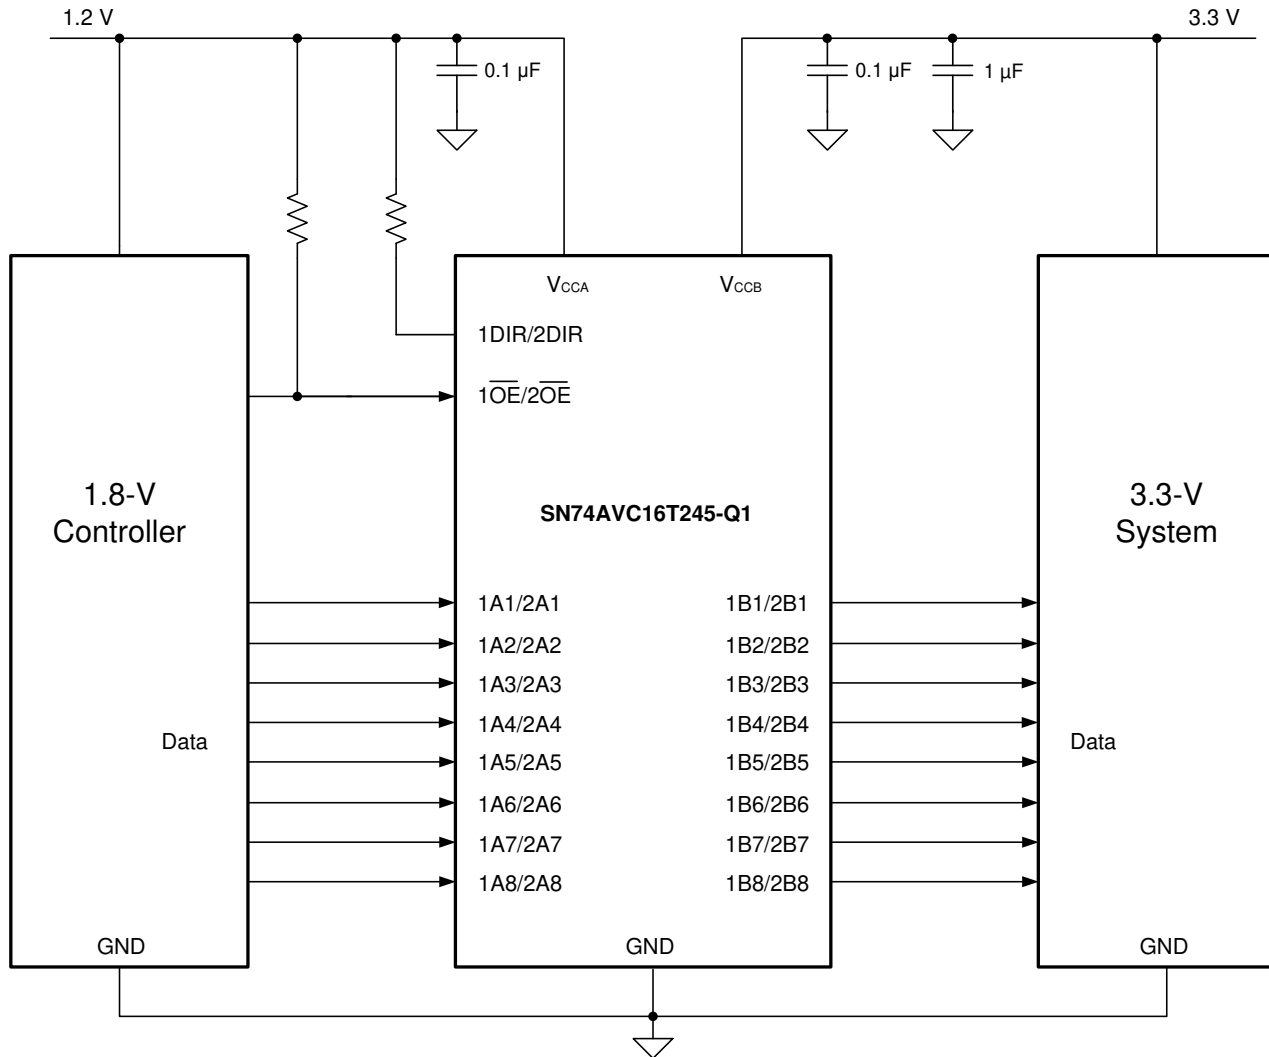 1.2 V
3.3 V
0.1 µF
0.1 µF
1 µF
VCCA
VCCB
1DIR/2DIR
1O̅E̅/2O̅E̅
1.8-V
Controller
SN74AVC16T245-Q1
3.3-V
System
1A1/2A1
1B1/2B1
1A2/2A2
1B2/2B2
1A3/2A3
1B3/2B3
1A4/2A4
1B4/2B4
Data
Data
1A5/2A5
1B5/2B5
1A6/2A6
1B6/2B6
1A7/2A7
1B7/2B7
1A8/2A8
1B8/2B8
GND
GND
GND